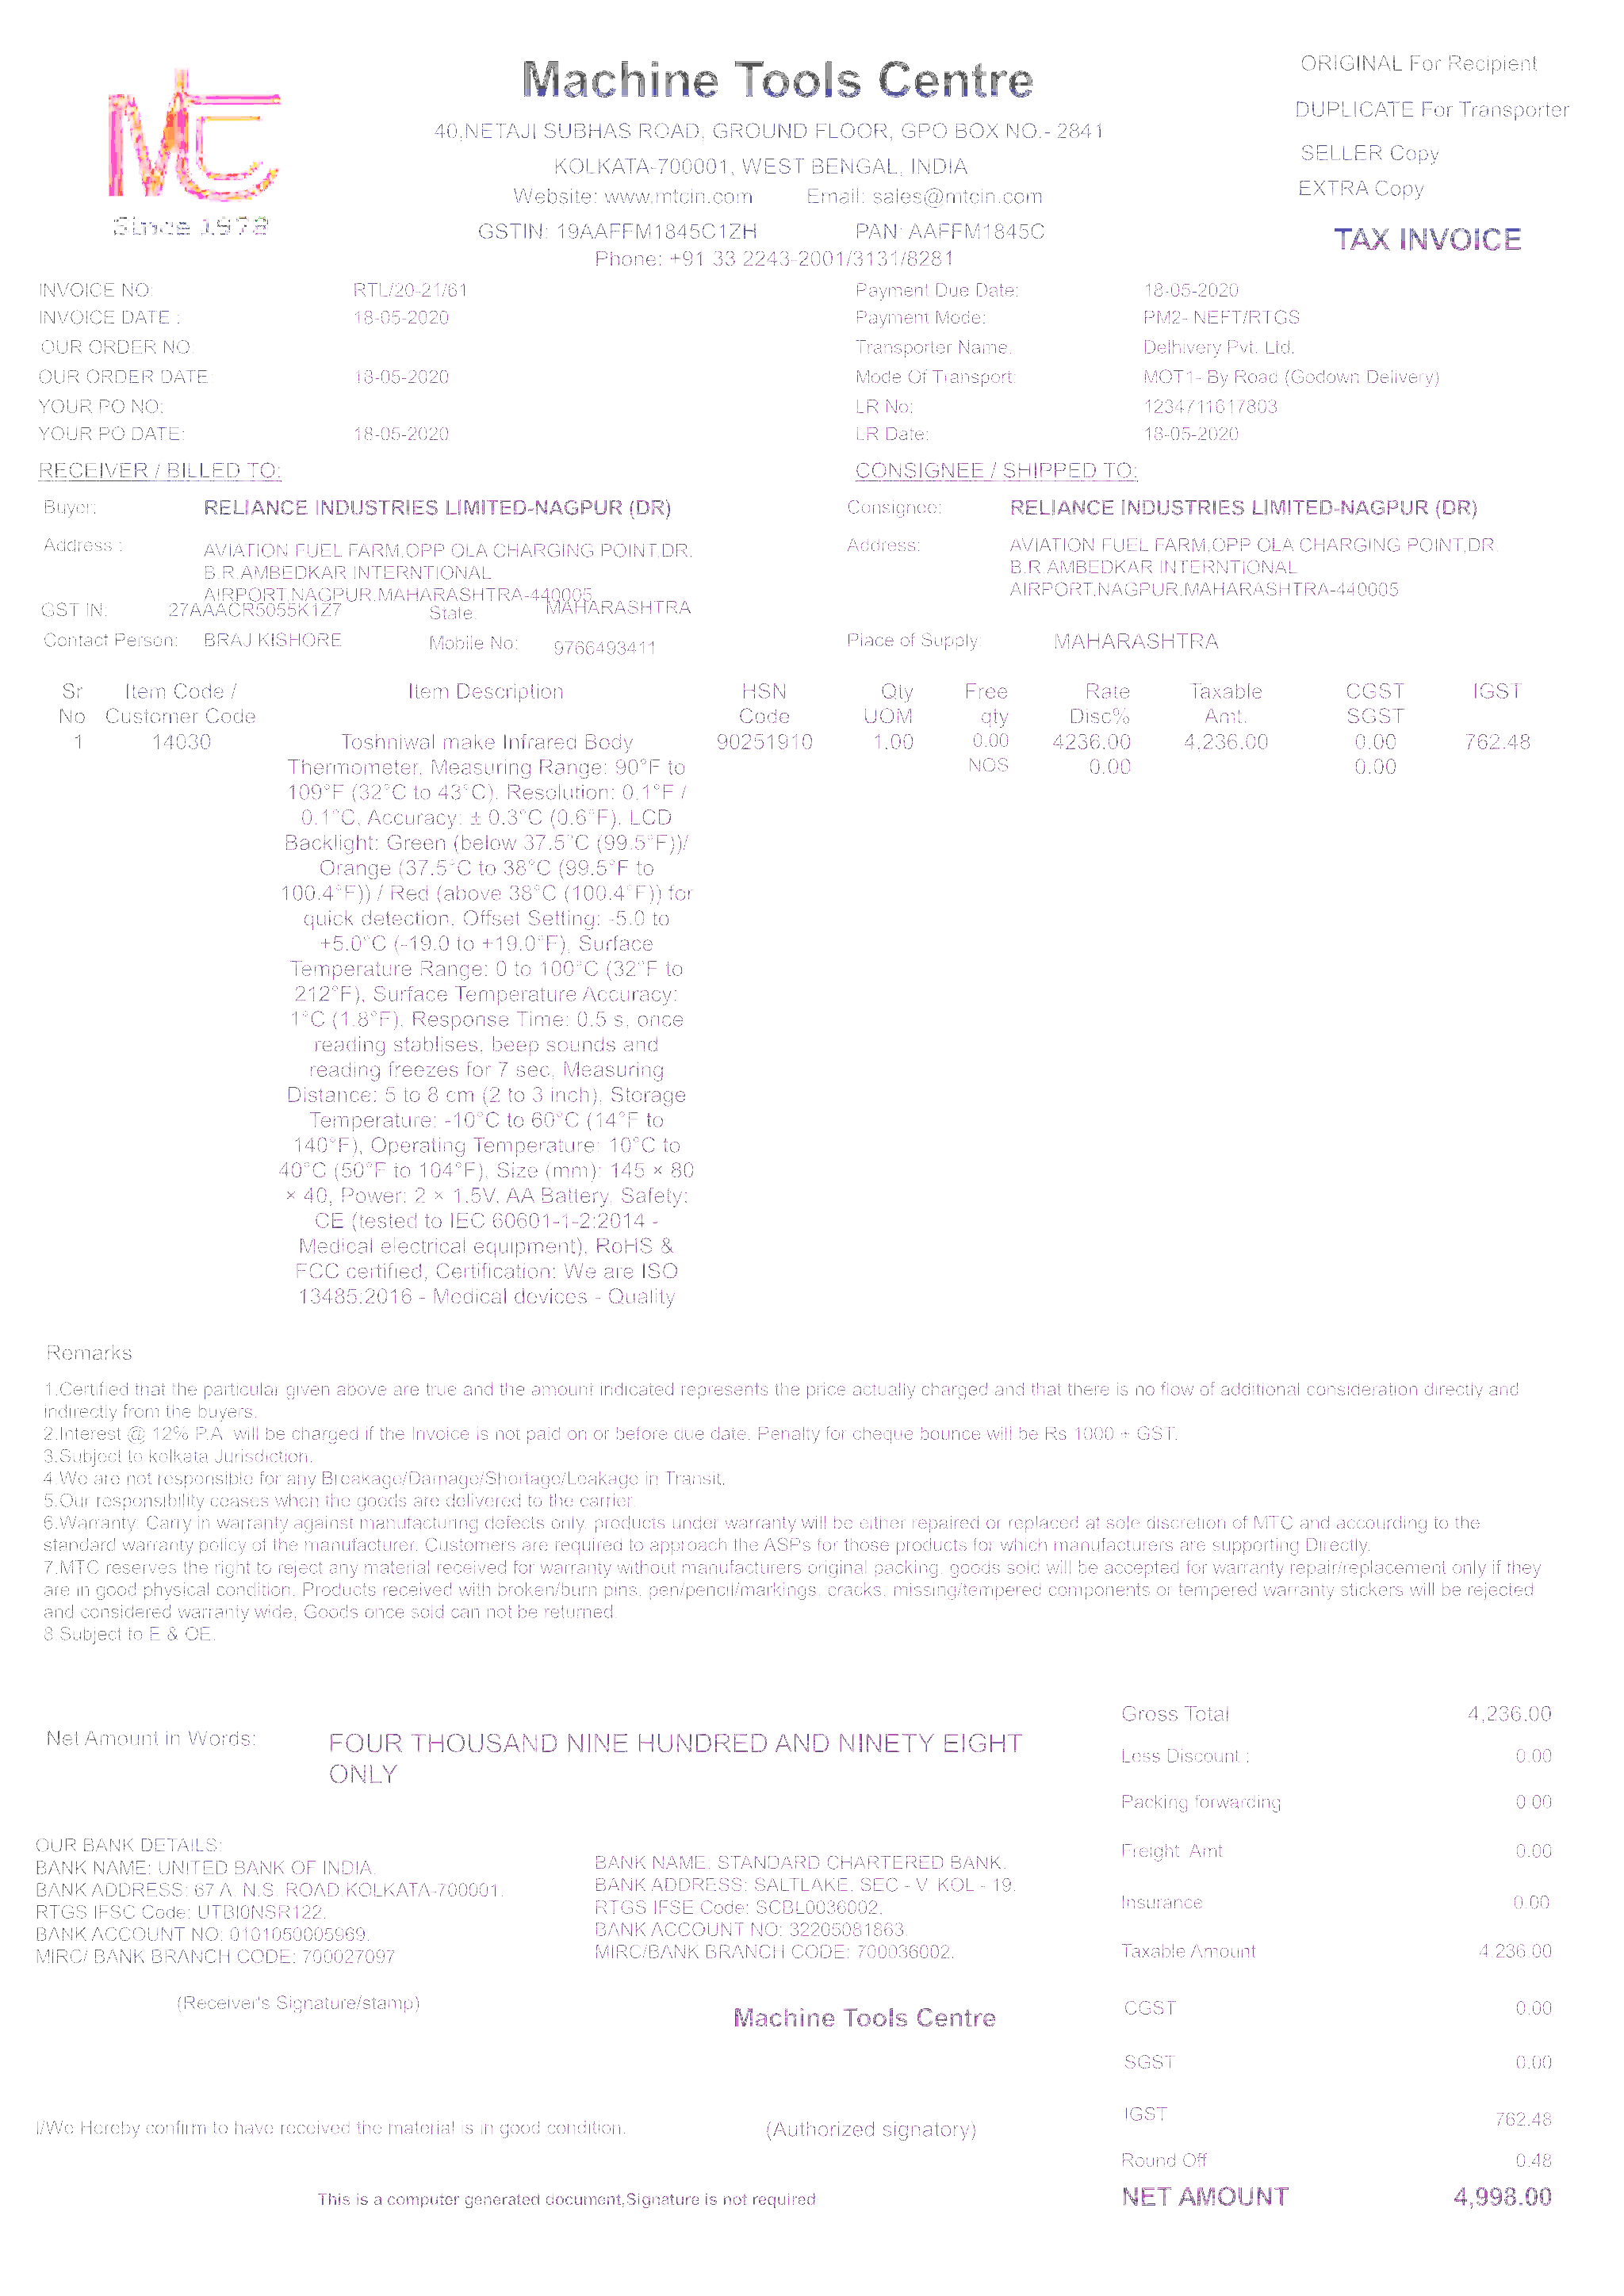 Machine Tools Centre
40,NETAJI SUBHAS ROAD, GROUND FLOOR, GPO BOX NO.- 2841
KOLKATA-700001, WEST BENGAL, INDIA
Website: www.mtcin.com Email: sales@mtcin.com
GSTIN: 19AAFFM1845C1ZH PAN: AAFFM1845C
Phone: +91 33 2243-2001/3131/8281
Since 1978
ORIGINAL For Recipient
DUPLICATE For Transporter
SELLER Copy
EXTRA Copy
TAX INVOICE
INVOICE NO: RTL/20-21/61 Payment Due Date: 18-05-2020
INVOICE DATE : 18-05-2020 Payment Mode: PM2- NEFT/RTGS
OUR ORDER NO. Transporter Name. Delhivery Pvt. Ltd.
OUR ORDER DATE 18-05-2020 Mode Of Transport: MOT1- By Road (Godown Delivery)
YOUR PO NO: LR No: 1234711617803
YOUR PO DATE: 18-05-2020 LR Date: 18-05-2020
RECEIVER / BILLED TO: CONSIGNEE / SHIPPED TO:
Buyer: RELIANCE INDUSTRIES LIMITED-NAGPUR (DR) Consignee: RELIANCE INDUSTRIES LIMITED-NAGPUR (DR)
Address : AVIATION FUEL FARM,OPP OLA CHARGING POINT,DR. Address: AVIATION FUEL FARM,OPP OLA CHARGING POINT,DR.
B.R.AMBEDKAR INTERNTIONAL B.R.AMBEDKAR INTERNTIONAL
AIRPORT,NAGPUR,MAHARASHTRA-440005 AIRPORT,NAGPUR,MAHARASHTRA-440005
GST IN: 27AAACR5055K1Z7 State: MAHARASHTRA
Contact Person: BRAJ KISHORE Mobile No: 9766493411 Place of Supply: MAHARASHTRA
Sr Item Code / Item Description HSN Qty Free Rate Taxable CGST IGST
No Customer Code Code UOM qty Disc% Amt. SGST
1 14030 Toshniwal make Infrared Body 90251910 1.00 0.00 4236.00 4,236.00 0.00 762.48
Thermometer, Measuring Range: 90°F to NOS 0.00 0.00
109°F (32°C to 43°C), Resolution: 0.1°F /
0.1°C, Accuracy: ± 0.3°C (0.6°F), LCD
Backlight: Green (below 37.5°C (99.5°F))/
Orange (37.5°C to 38°C (99.5°F to
100.4°F)) / Red (above 38°C (100.4°F)) for
quick detection, Offset Setting: -5.0 to
+5.0°C (-19.0 to +19.0°F), Surface
Temperature Range: 0 to 100°C (32°F to
212°F), Surface Temperature Accuracy:
1°C (1.8°F), Response Time: 0.5 s, once
reading stablises, beep sounds and
reading freezes for 7 sec, Measuring
Distance: 5 to 8 cm (2 to 3 inch), Storage
Temperature: -10°C to 60°C (14°F to
140°F), Operating Temperature: 10°C to
40°C (50°F to 104°F), Size (mm): 145 × 80
× 40, Power: 2 × 1.5V, AA Battery, Safety:
CE (tested to IEC 60601-1-2:2014 -
Medical electrical equipment), RoHS &
FCC certified, Certification: We are ISO
13485:2016 - Medical devices - Quality
Remarks
1.Certified that the particular given above are true and the amount indicated represents the price actually charged and that there is no flow of additional consideration directly and
indirectly from the buyers.
2.Interest @ 12% P.A. will be charged if the Invoice is not paid on or before due date. Penalty for cheque bounce will be Rs 1000 + GST.
3.Subject to kolkata Jurisdiction.
4.We are not responsible for any Breakage/Damage/Shortage/Leakage in Transit.
5.Our responsibility ceases when the goods are delivered to the carrier.
6.Warranty. Carry in warranty against manufacturing defects only. products under warranty will be either repaired or replaced at sole discretion of MTC and accourding to the
standard warranty policy of the manufacturer. Customers are required to approach the ASPs for those products for which manufacturers are supporting Directly.
7.MTC reserves the right to reject any material received for warranty without manufacturers original packing. goods sold will be accepted for warranty repair/replacement only if they
are in good physical condition. Products received with broken/burn pins, pen/pencil/markings, cracks, missing/tempered components or tempered warranty stickers will be rejected
and considered warranty wide, Goods once sold can not be returned.
8.Subject to E & OE.
Gross Total 4,236.00
Net Amount in Words: FOUR THOUSAND NINE HUNDRED AND NINETY EIGHT
ONLY
Less Discount : 0.00
Packing forwarding 0.00
Freight Amt 0.00
Insurance 0.00
Taxable Amount 4,236.00
OUR BANK DETAILS:
BANK NAME: UNITED BANK OF INDIA.
BANK ADDRESS: 67 A, N.S. ROAD KOLKATA-700001.
RTGS IFSC Code: UTBI0NSR122.
BANK ACCOUNT NO: 0101050005969.
MIRC/ BANK BRANCH CODE: 700027097
BANK NAME. STANDARD CHARTERED BANK.
BANK ADDRESS: SALTLAKE, SEC - V. KOL - 19.
RTGS IFSE Code: SCBL0036002.
BANK ACCOUNT NO: 32205081863.
MIRC/BANK BRANCH CODE: 700036002.
(Receiver's Signature/stamp)
Machine Tools Centre
CGST 0.00
SGST 0.00
IGST 762.48
I/We Hereby confirm to have received the material is in good condition.
(Authorized signatory)
Round Off 0.48
NET AMOUNT 4,998.00
This is a computer generated document,Signature is not required